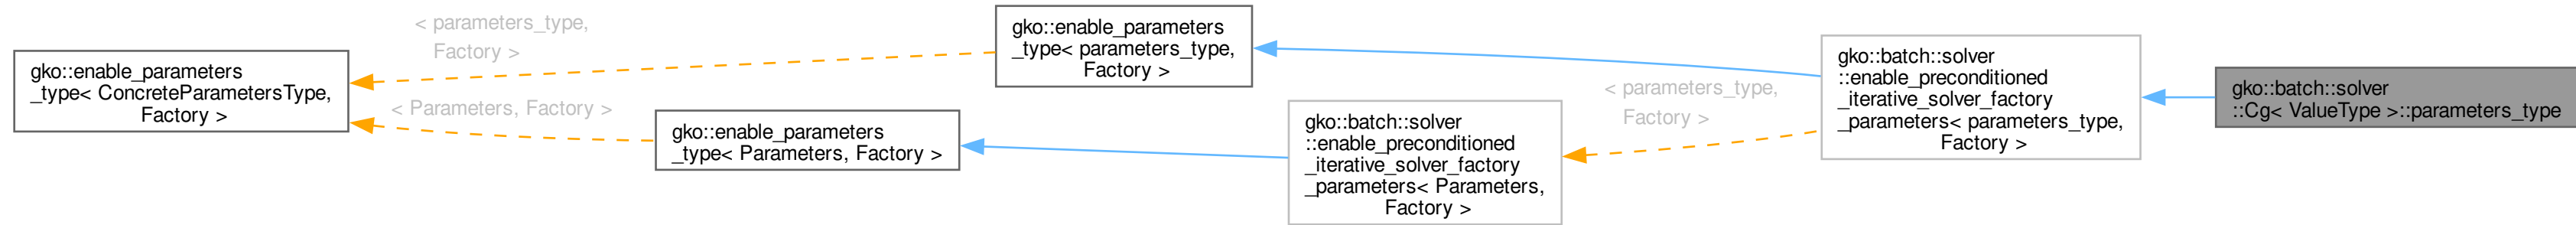 gko::enable_parameters
_type< ConcreteParametersType,
Factory >
< parameters_type,
Factory >
< Parameters, Factory >
gko::enable_parameters
_type< Parameters, Factory >
gko::enable_parameters
_type< parameters_type,
Factory >
gko::batch::solver
::enable_preconditioned
_iterative_solver_factory
_parameters< Parameters,
Factory >
< parameters_type,
Factory >
gko::batch::solver
::enable_preconditioned
_iterative_solver_factory
_parameters< parameters_type,
Factory >
gko::batch::solver
::Cg< ValueType >::parameters_type